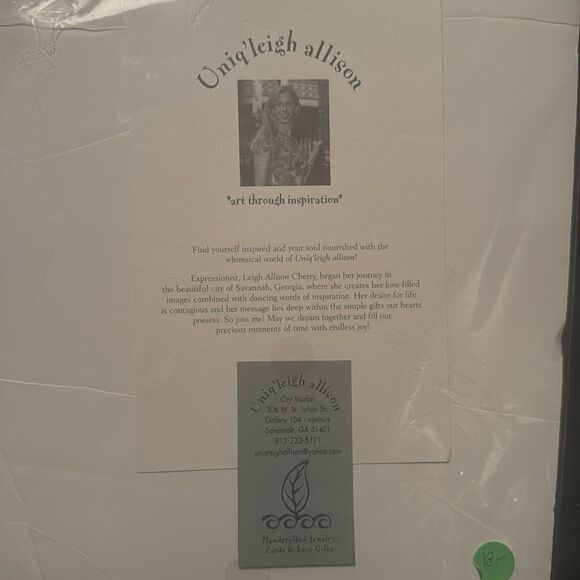 Uniq'leigh allison
"art through inspiration"
Find yourself inspired and your soul nourished with the
whimsical world of Uniq'leigh allison!
Expressionist, Leigh Allison Cherry, began her journey in
the beautiful city of Savannah, Georgia, where she creates her love-filled
images combined with dancing words of inspiration. Her desire for life
is contagious and her message lies deep within the simple gifts our hearts
possess. So join me! May we dream together and fill our
precious moments of time with endless joy!
Uniq'leigh allison
City Market
308 W. St. Julian Str.
Gallery 104 - upstairs
Savannah, GA 31401
912-233-5171
uniqleighallison@yahoo.com
Handcrafted Jewelry,
Cards & Love Gifts
18-